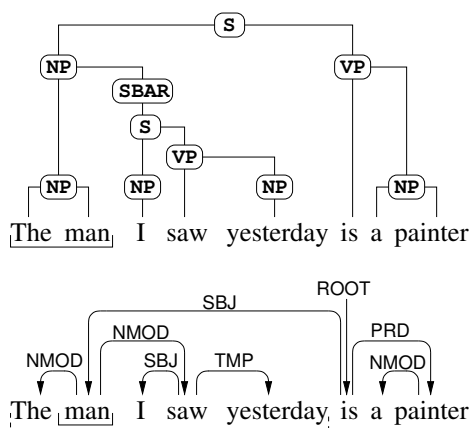 S
NP VP
SBAR
S
VP
NP NP NP NP
The man I saw yesterday is a painter
ROOT
SBJ
NMOD PRD
NMOD SBJ TMP NMOD
The man I saw yesterday is a painter